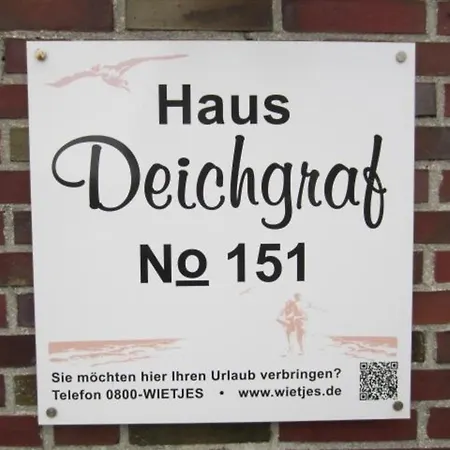 Haus
Deichgraf
No 151
Sie möchten hier Ihren Urlaub verbringen?
Telefon 0800-WIETJES • www.wietjes.de